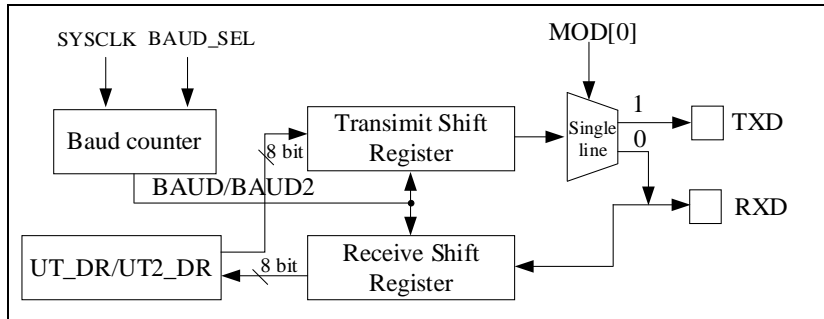 MOD[0]
SYSCLK BAUD_SEL
Baud counter
8 bit
Transimit Shift
Register
Single
line
1
0
TXD
BAUD/BAUD2
RXD
UT_DR/UT2_DR
8 bit
Receive Shift
Register